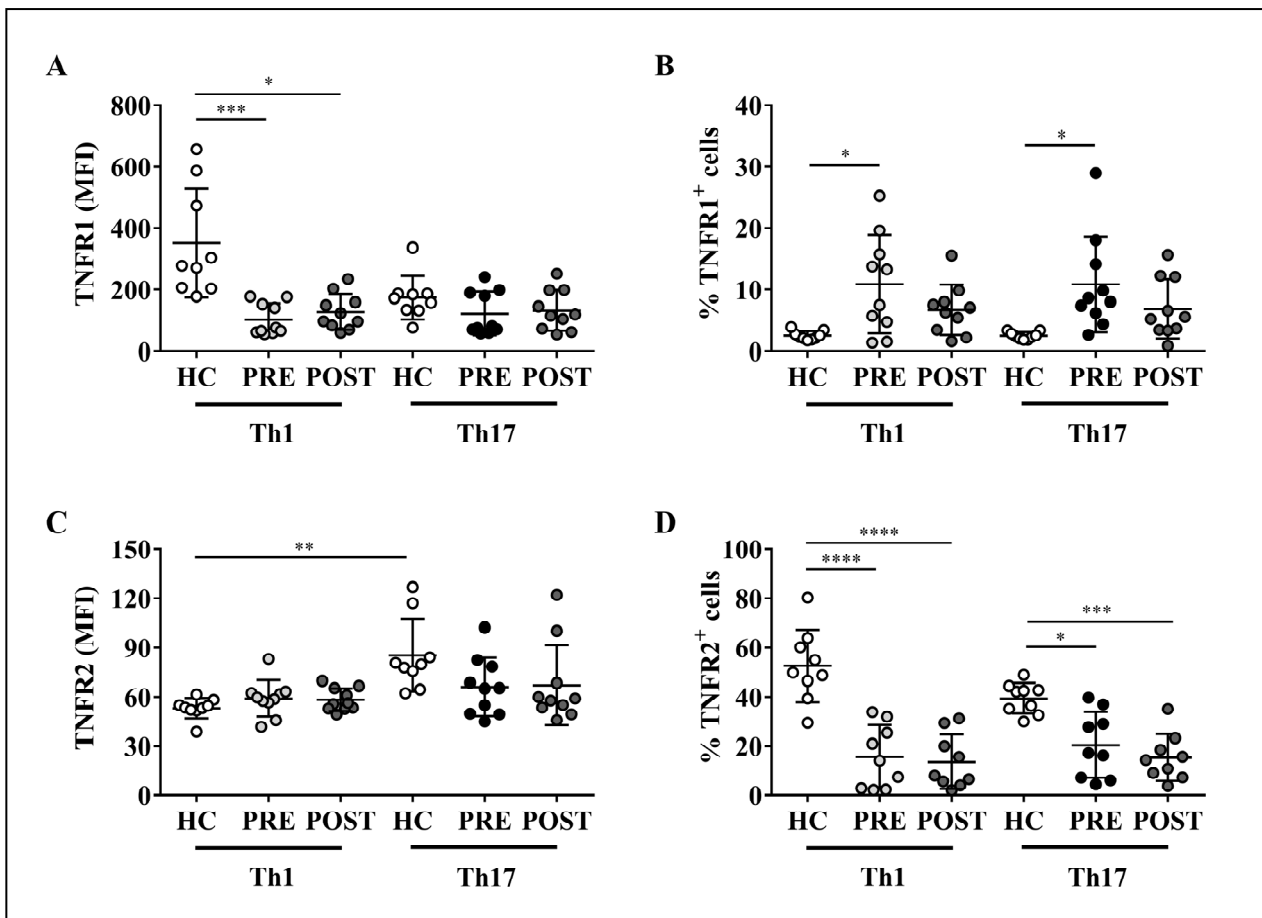 A
TNFR1 (MFI)
800
600
400
200
0
*
***
HC PRE POST HC PRE POST
Th1 Th17
B
% TNFR1⁺ cells
40
30
20
10
0
*
*
HC PRE POST HC PRE POST
Th1 Th17
C
TNFR2 (MFI)
150
120
90
60
30
0
**
HC PRE POST HC PRE POST
Th1 Th17
D
% TNFR2⁺ cells
100
80
60
40
20
0
****
****
***
*
HC PRE POST HC PRE POST
Th1 Th17